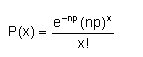 P(x) = e^{-np} (np)^x / x!